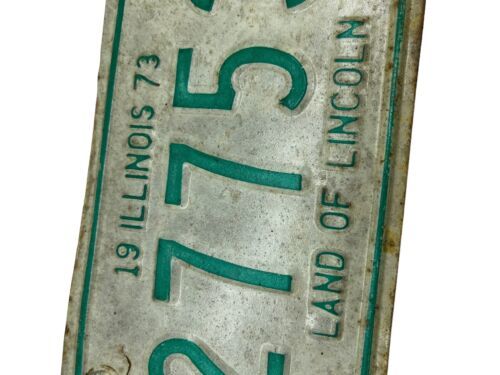 19 ILLINOIS 73
2775
LAND OF LINCOLN